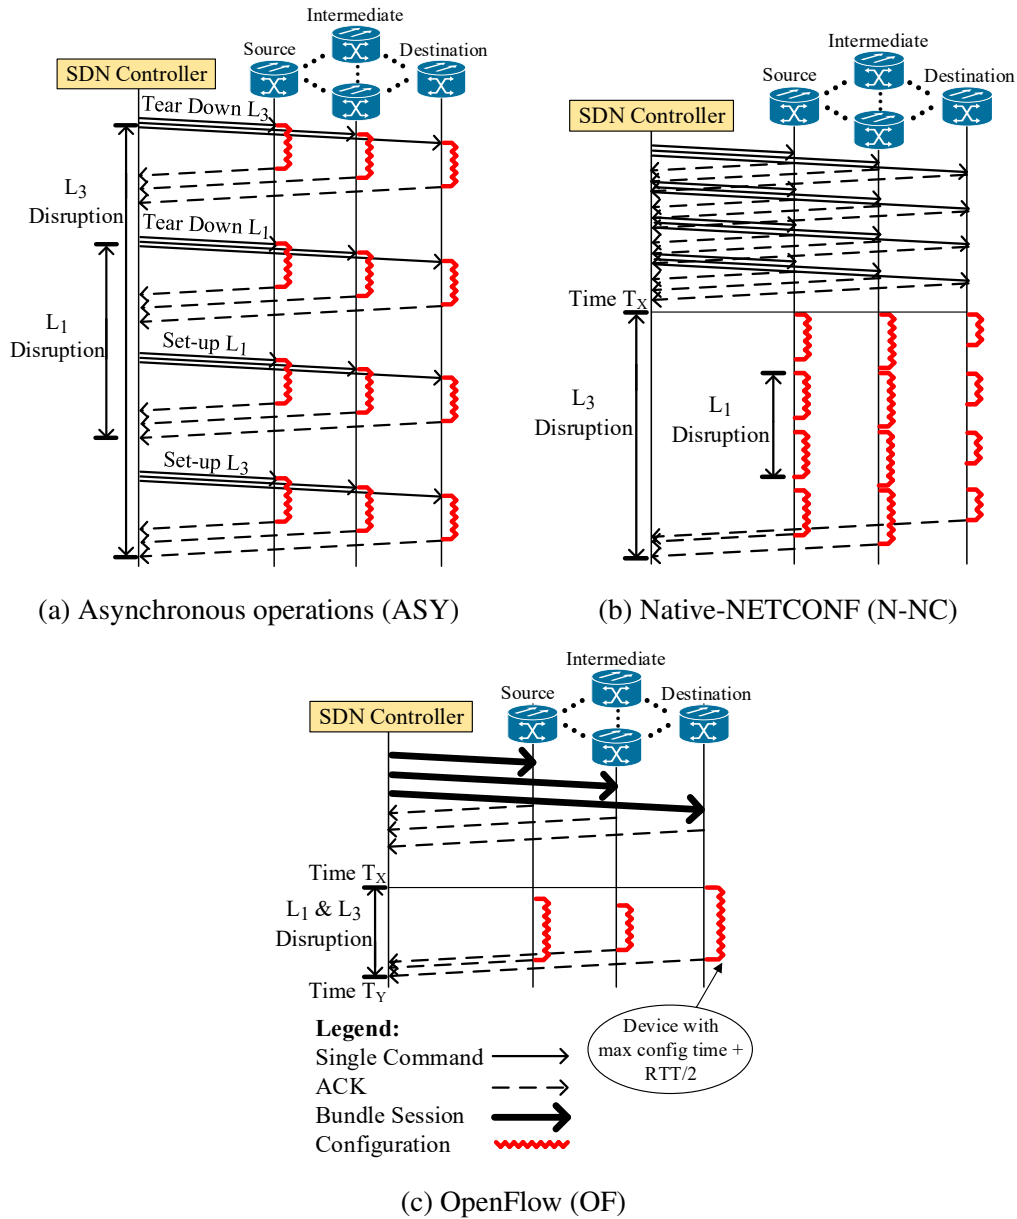 Intermediate
Source
Destination
SDN Controller
Tear Down L3
L3
Disruption
Tear Down L1
L1
Disruption
Set-up L1
Set-up L3
(a) Asynchronous operations (ASY)
Intermediate
Source
Destination
SDN Controller
Time TX
L3
Disruption
L1
Disruption
(b) Native-NETCONF (N-NC)
Intermediate
Source
Destination
SDN Controller
Time TX
L1 & L3
Disruption
Time TY
Device with
max config time +
RTT/2
Legend:
Single Command
ACK
Bundle Session
Configuration
(c) OpenFlow (OF)